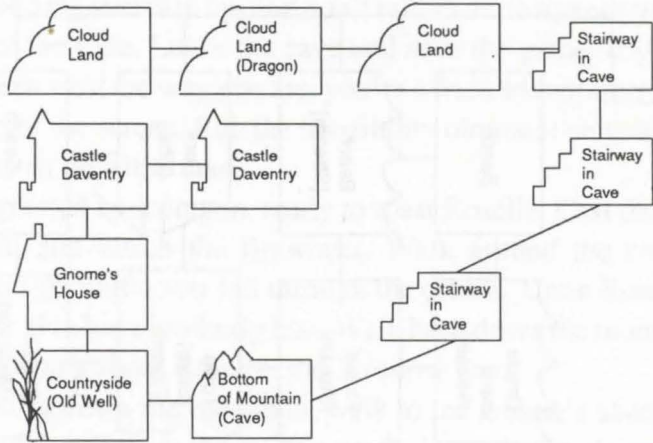 Cloud
Land
Cloud
Land
(Dragon)
Cloud
Land
Stairway
in
Cave
Castle
Daventry
Castle
Daventry
Stairway
in
Cave
Gnome's
House
Stairway
in
Cave
Countryside
(Old Well)
Bottom
of Mountain
(Cave)